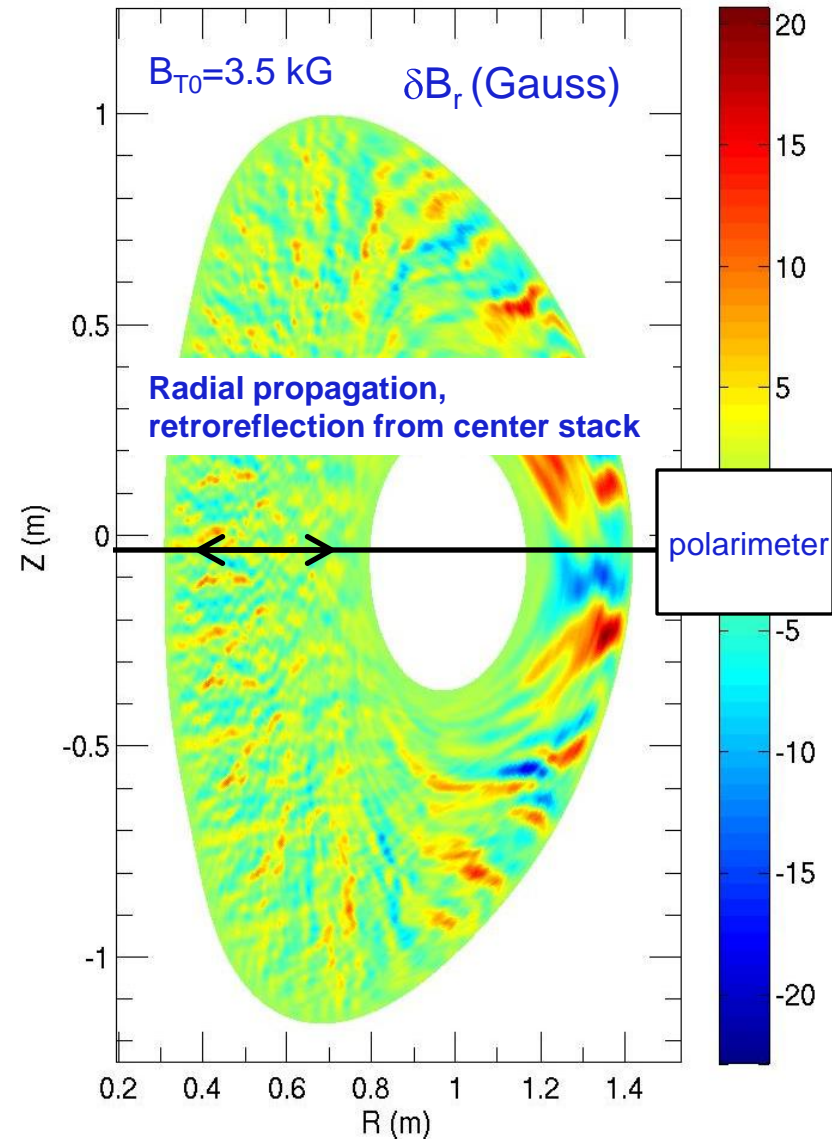 B_T0=3.5 kG
δB_r (Gauss)
Radial propagation,
retroreflection from center stack
polarimeter
Z (m)
1
0.5
0
-0.5
-1
0.2 0.4 0.6 0.8 1 1.2 1.4
R (m)
20
15
10
5
-5
-10
-15
-20